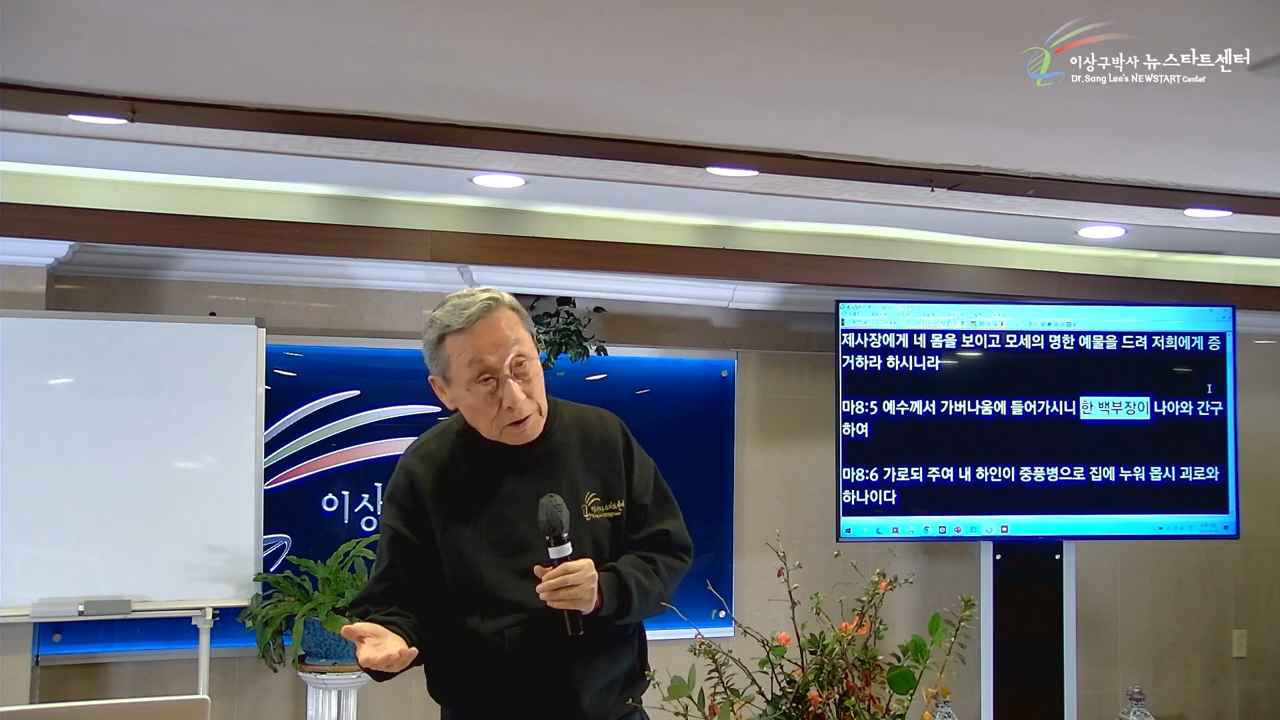 이상구박사 뉴스타트센터
Dr. Sang Lee's NEWSTART Center
제사장에게 네 몸을 보이고 모세의 명한 예물을 드려 저희에게 증
거하라 하시니라
마8:5 예수께서 가버나움에 들어가시니 한 백부장이 나아와 간구
하여
마8:6 가로되 주여 내 하인이 중풍병으로 집에 누워 몹시 괴로와
하나이다
이상